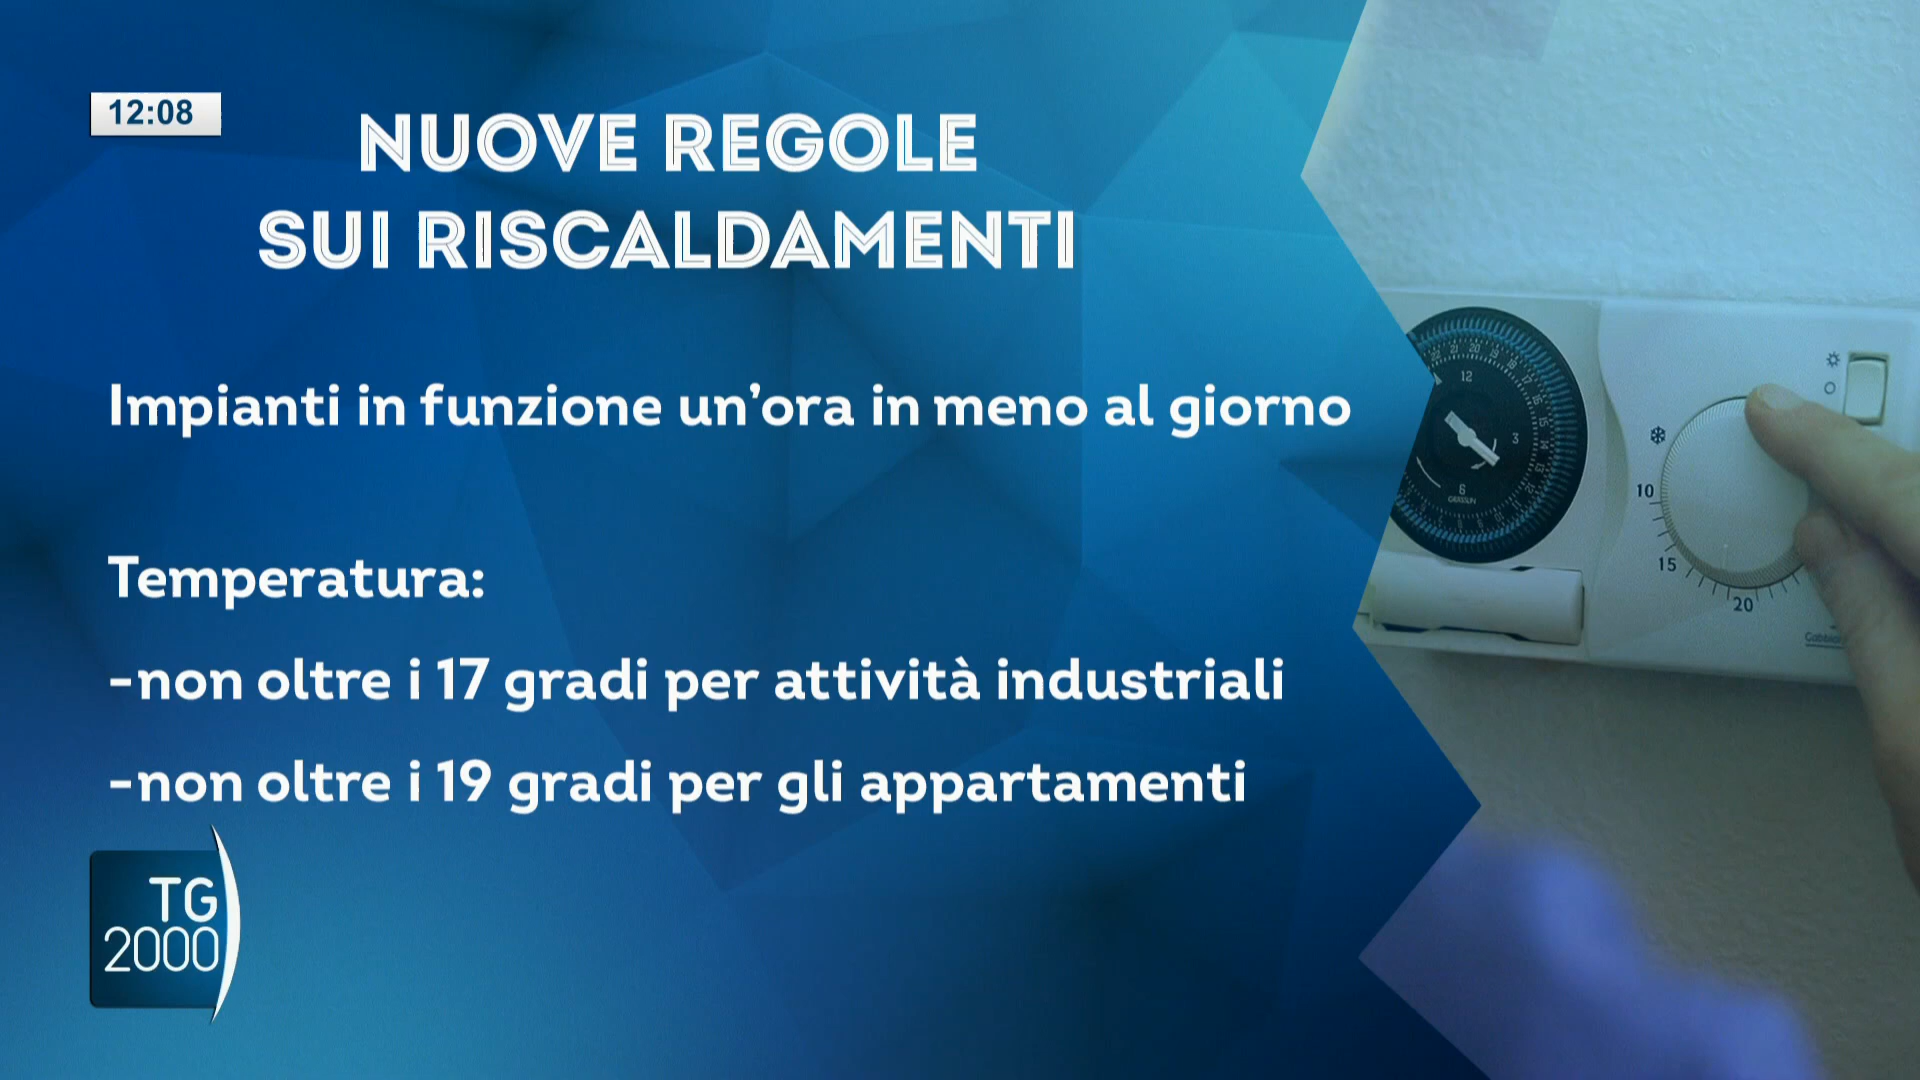 12:08
NUOVE REGOLE
SUI RISCALDAMENTI
Impianti in funzione un'ora in meno al giorno
Temperatura:
-non oltre i 17 gradi per attività industriali
-non oltre i 19 gradi per gli appartamenti
TG
2000
12
3
6
10
15
20